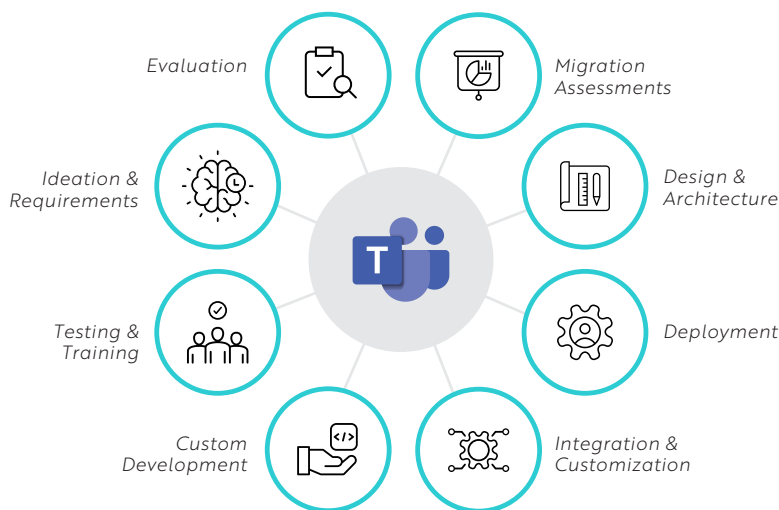 Evaluation
Migration
Assessments
Ideation &
Requirements
Design &
Architecture
T
Testing &
Training
Deployment
Custom
Development
</>
Integration &
Customization